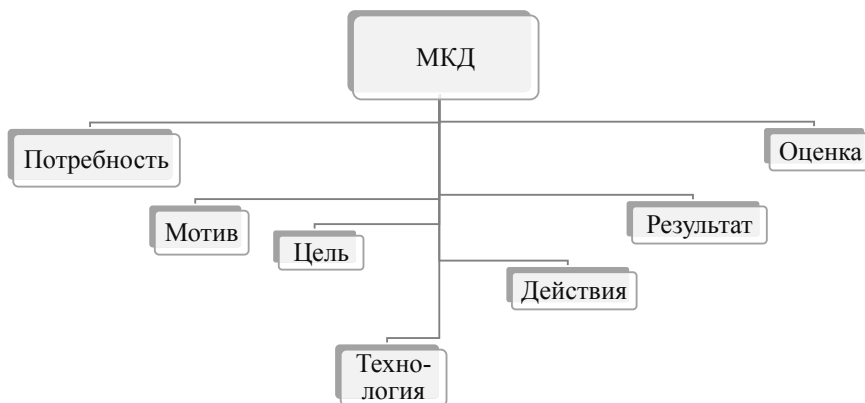 МКД
Потребность
Оценка
Мотив
Результат
Цель
Действия
Техно-
логия